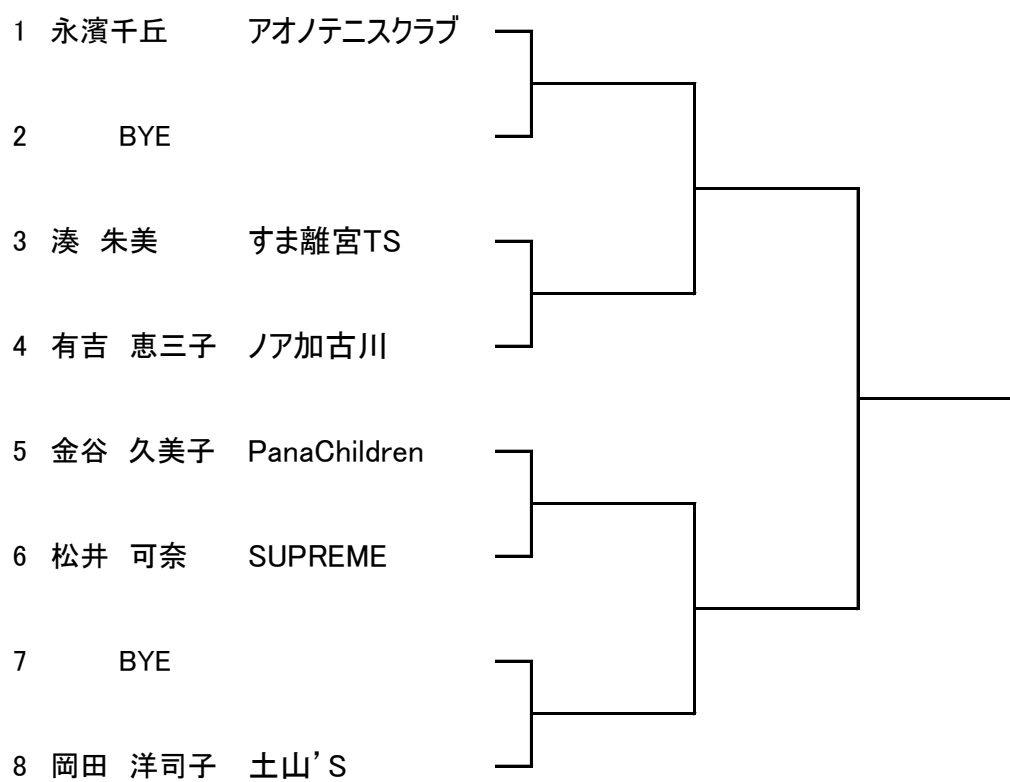 1 永濱千丘 アオノテニスクラブ
2 BYE
3 湊 朱美 すま離宮TS
4 有吉 恵三子 ノア加古川
5 金谷 久美子 PanaChildren
6 松井 可奈 SUPREME
7 BYE
8 岡田 洋司子 土山’S